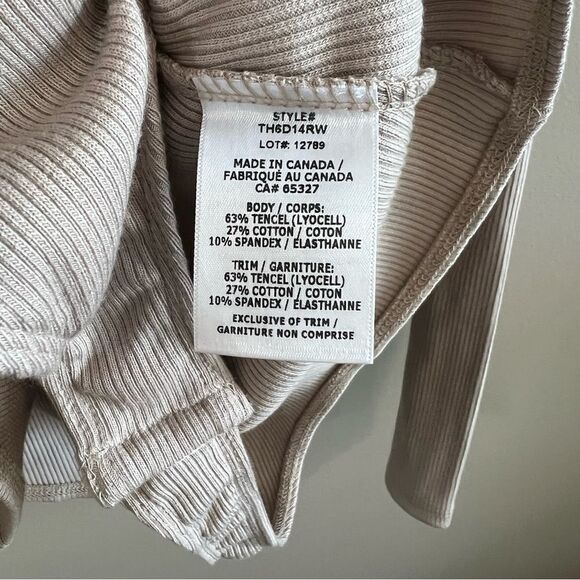 STYLE#
TH6D14RW
LOT#: 12789
MADE IN CANADA /
FABRIQUÉ AU CANADA
CA# 65327
BODY / CORPS:
63% TENCEL (LYOCELL)
27% COTTON / COTON
10% SPANDEX / ÉLASTHANNE
TRIM / GARNITURE:
63% TENCEL (LYOCELL)
27% COTTON / COTON
10% SPANDEX / ÉLASTHANNE
EXCLUSIVE OF TRIM /
GARNITURE NON COMPRISE